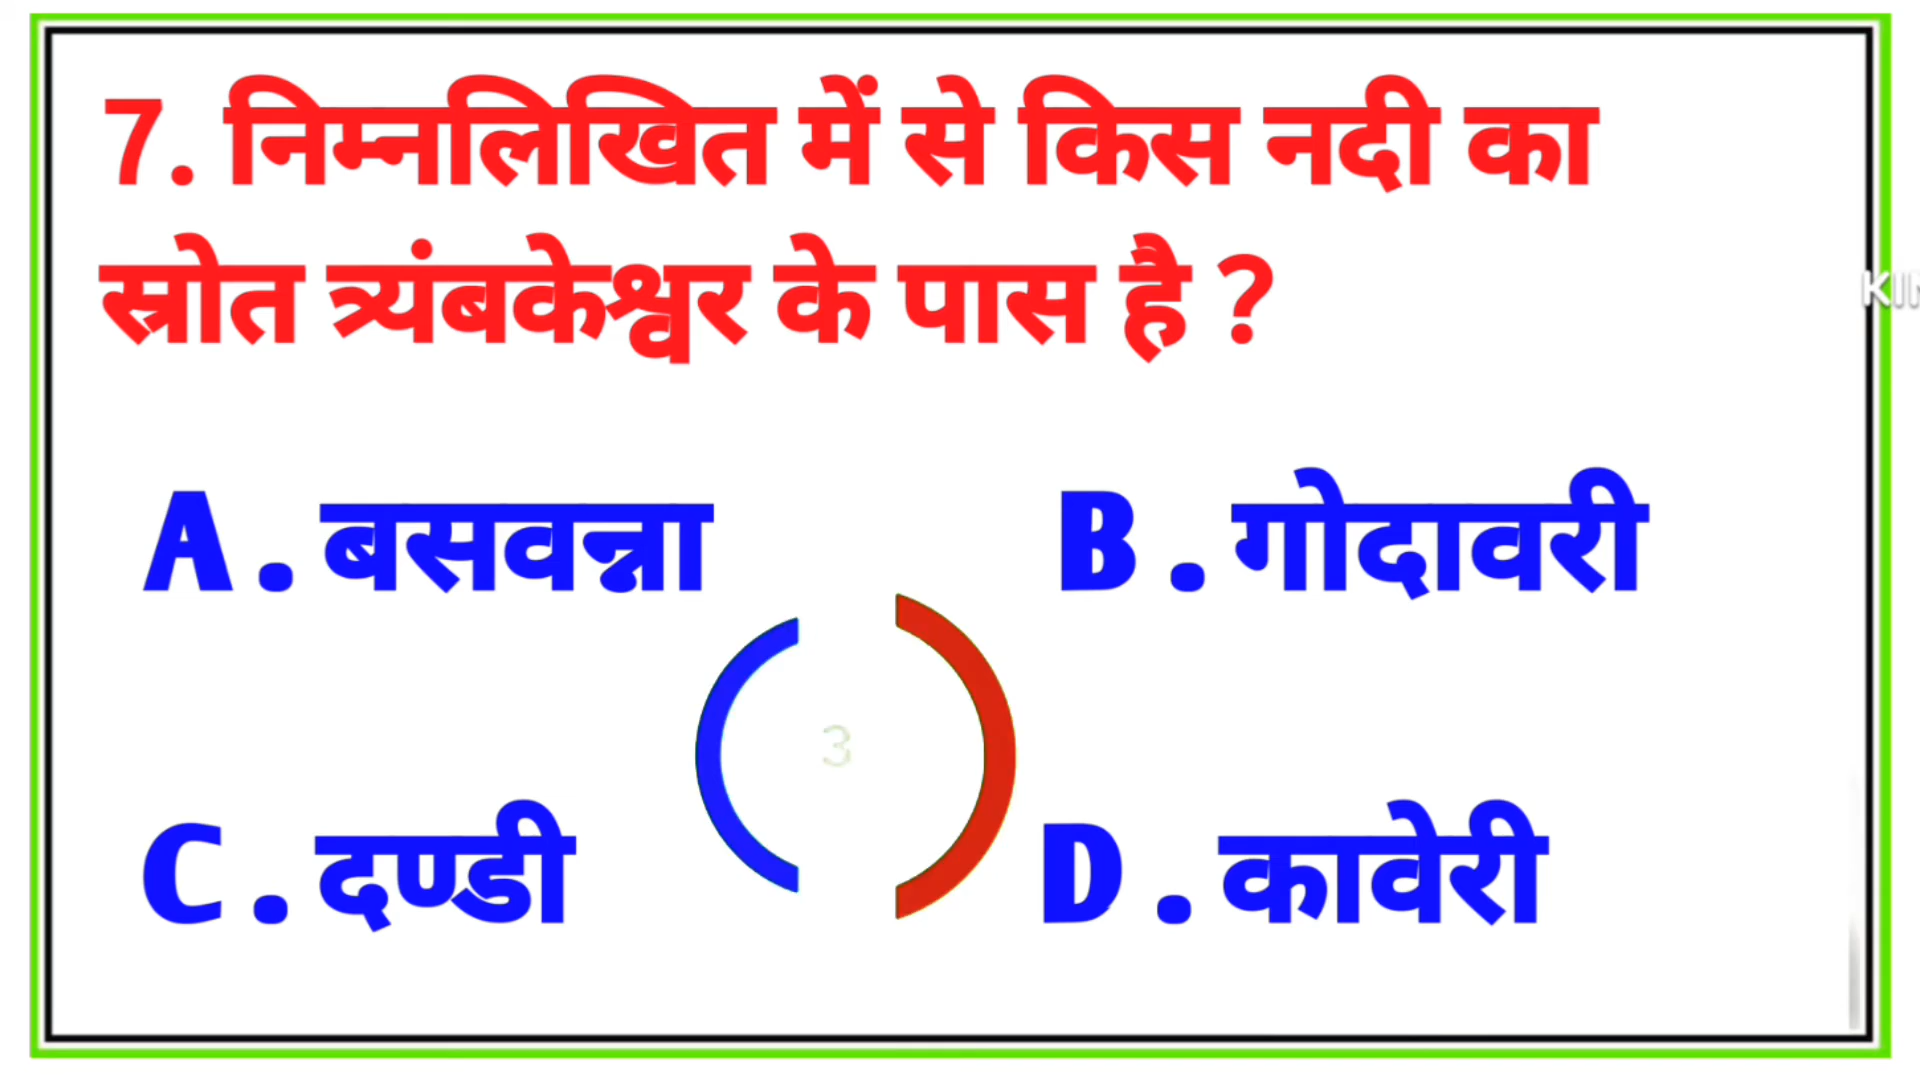 7. निम्नलिखित में से किस नदी का
स्रोत त्र्यंबकेश्वर के पास है ?
A . बसवन्ना
B . गोदावरी
3
C . दण्डी
D . कावेरी